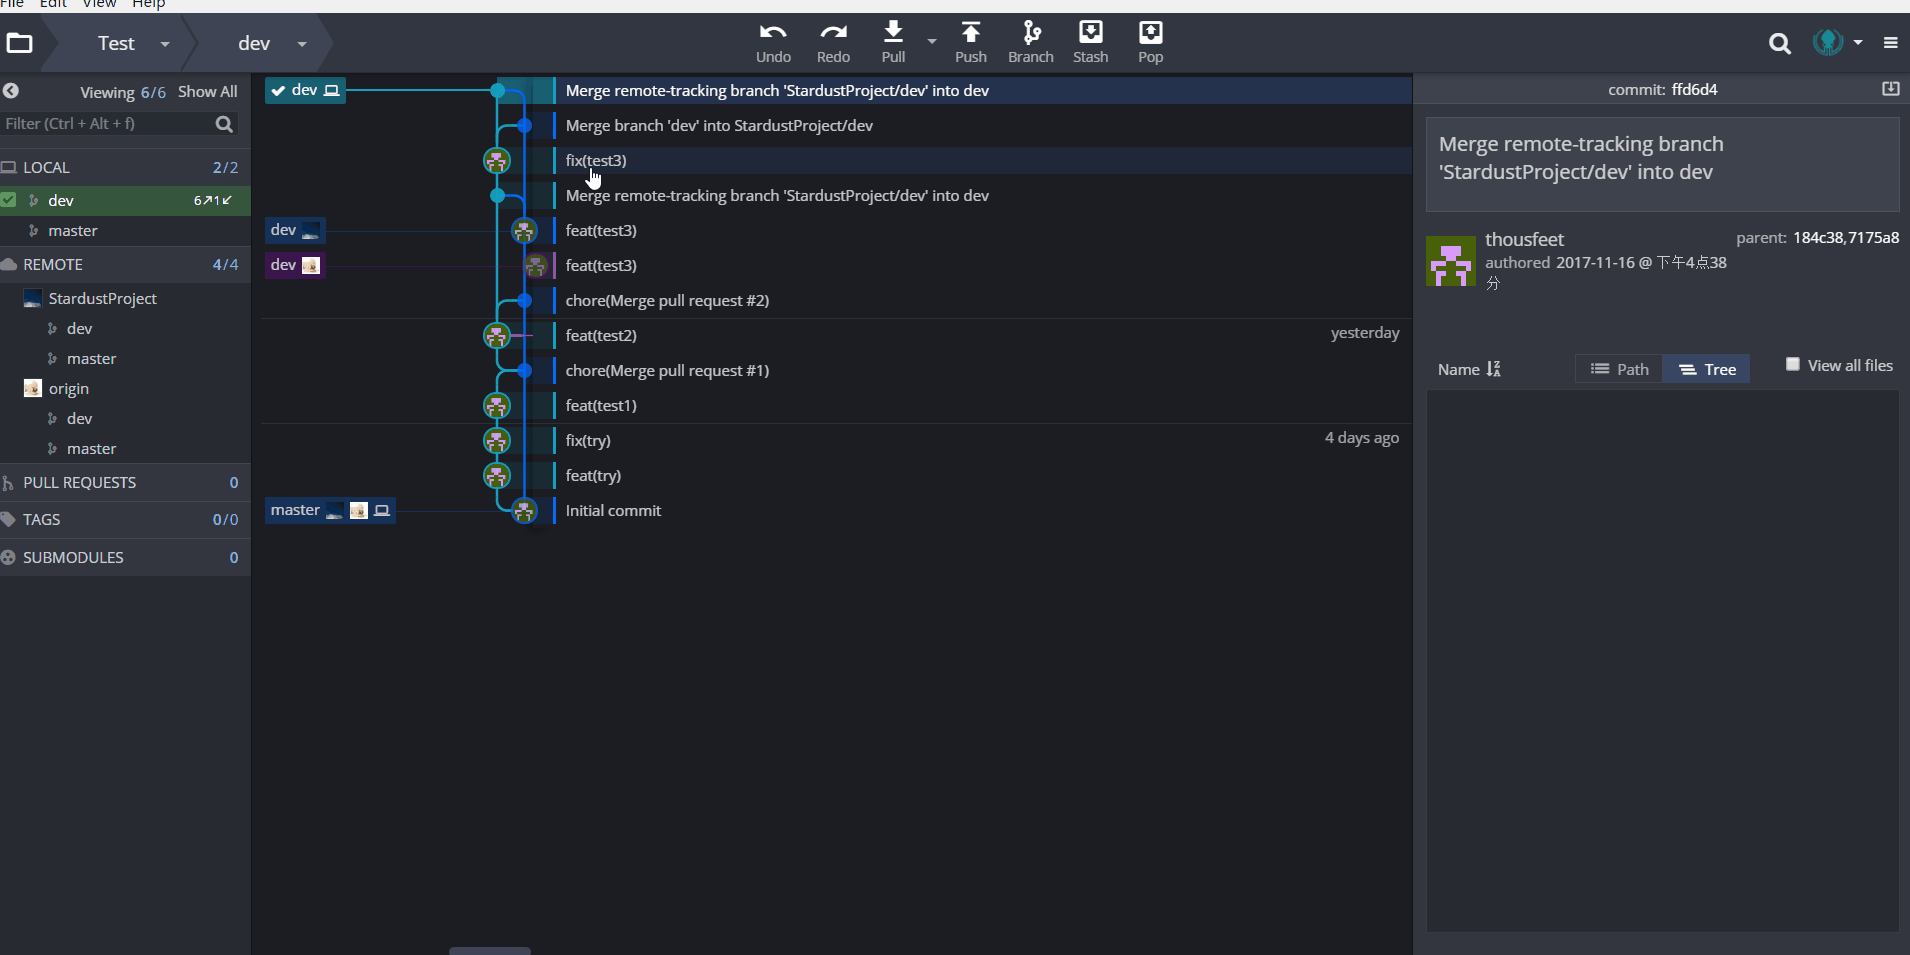 File Edit View Help
Test dev
Undo Redo Pull Push Branch Stash Pop
Viewing 6/6 Show All
Filter (Ctrl + Alt + f)
LOCAL 2/2
dev 6↗1↙
master
REMOTE 4/4
StardustProject
dev
master
origin
dev
master
PULL REQUESTS 0
TAGS 0/0
SUBMODULES 0
dev Merge remote-tracking branch 'StardustProject/dev' into dev
Merge branch 'dev' into StardustProject/dev
fix(test3)
Merge remote-tracking branch 'StardustProject/dev' into dev
dev feat(test3)
dev feat(test3)
chore(Merge pull request #2)
feat(test2) yesterday
chore(Merge pull request #1)
feat(test1)
fix(try) 4 days ago
feat(try)
master Initial commit
commit: ffd6d4
Merge remote-tracking branch
'StardustProject/dev' into dev
thousfeet parent: 184c38,7175a8
authored 2017-11-16 @ 下午4点38
分
Name Path Tree View all files